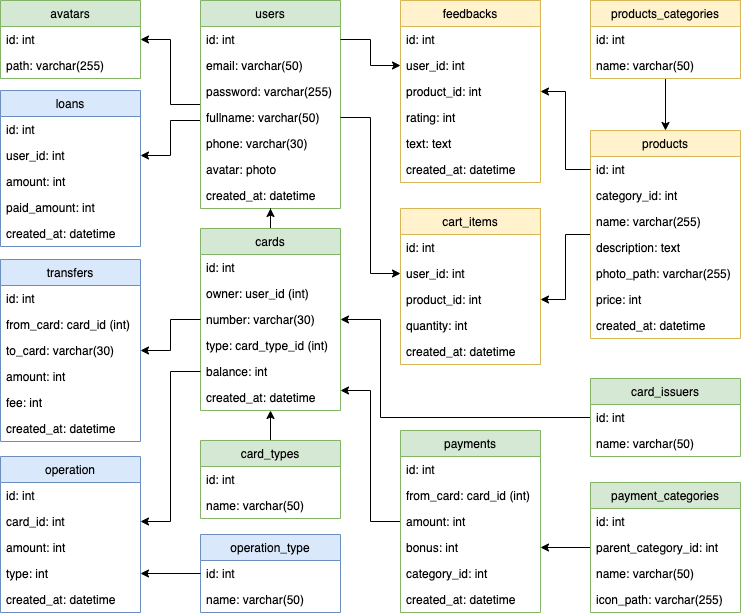 avatars
id: int
path: varchar(255)
loans
id: int
user_id: int
amount: int
paid_amount: int
created_at: datetime
transfers
id: int
from_card: card_id (int)
to_card: varchar(30)
amount: int
fee: int
created_at: datetime
operation
id: int
card_id: int
amount: int
type: int
created_at: datetime
users
id: int
email: varchar(50)
password: varchar(255)
fullname: varchar(50)
phone: varchar(30)
avatar: photo
created_at: datetime
cards
id: int
owner: user_id (int)
number: varchar(30)
type: card_type_id (int)
balance: int
created_at: datetime
card_types
id: int
name: varchar(50)
operation_type
id: int
name: varchar(50)
feedbacks
id: int
user_id: int
product_id: int
rating: int
text: text
created_at: datetime
cart_items
id: int
user_id: int
product_id: int
quantity: int
created_at: datetime
payments
id: int
from_card: card_id (int)
amount: int
bonus: int
category_id: int
created_at: datetime
products_categories
id: int
name: varchar(50)
products
id: int
category_id: int
name: varchar(255)
description: text
photo_path: varchar(255)
price: int
created_at: datetime
card_issuers
id: int
name: varchar(50)
payment_categories
id: int
parent_category_id: int
name: varchar(50)
icon_path: varchar(255)